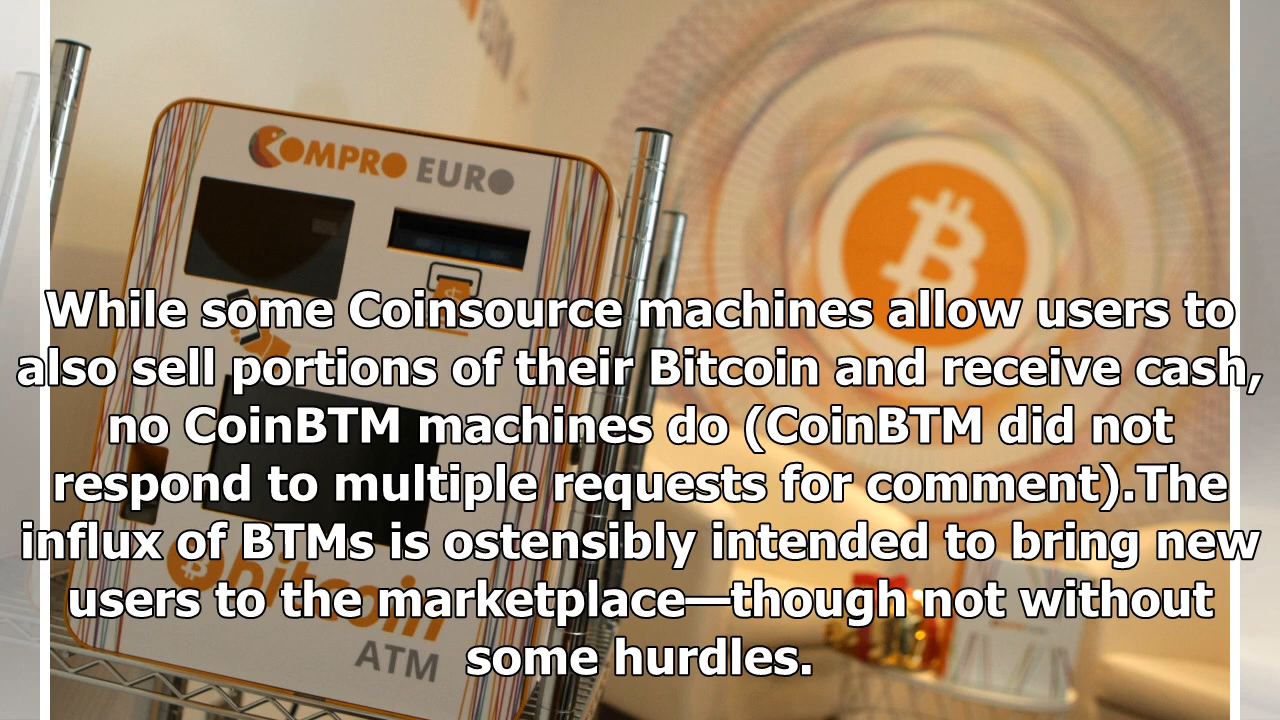 COMPRO EURO
While some Coinsource machines allow users to
also sell portions of their Bitcoin and receive cash,
no CoinBTM machines do (CoinBTM did not
respond to multiple requests for comment).The
influx of BTMs is ostensibly intended to bring new
users to the marketplace—though not without
some hurdles.
bitcoin
ATM